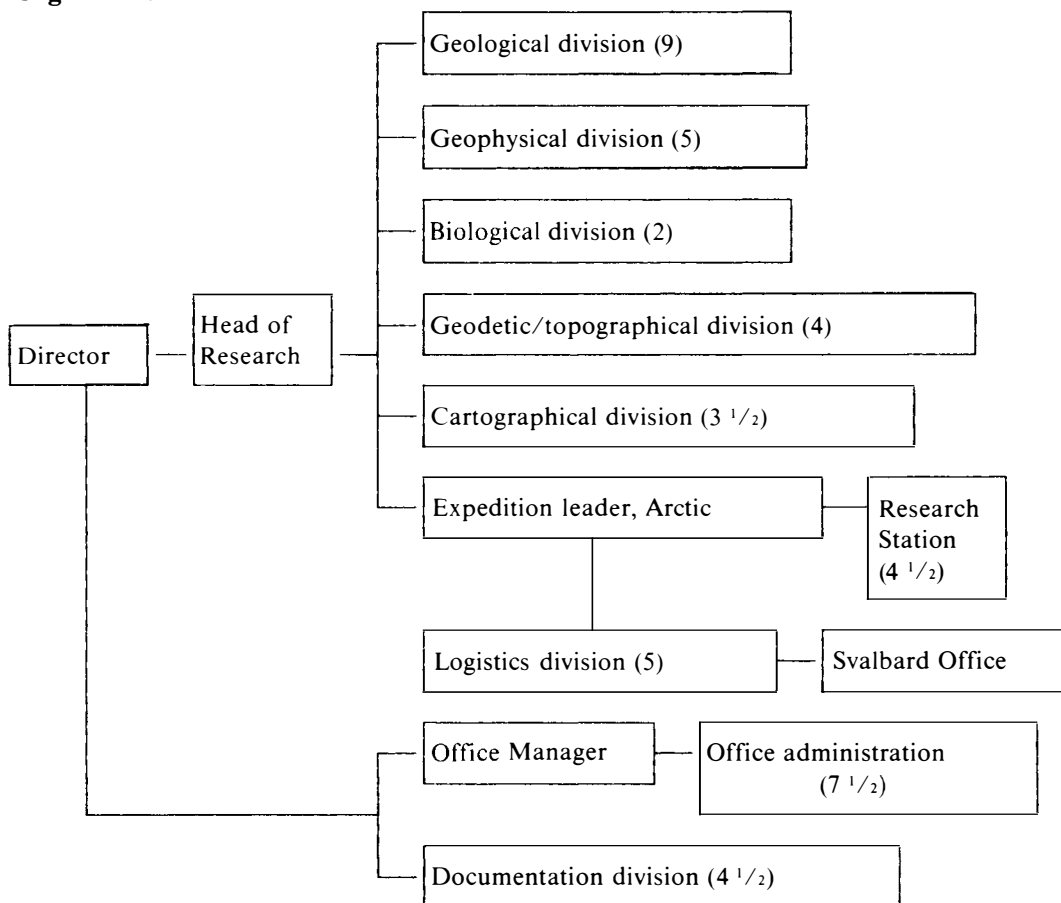 Geological division (9)
Geophysical division (5)
Biological division (2)
Geodetic/topographical division (4)
Director
Head of
Research
Cartographical division (3 1/2)
Expedition leader, Arctic
Research
Station
(4 1/2)
Logistics division (5)
Svalbard Office
Office Manager
Office administration
(7 1/2)
Documentation division (4 1/2)